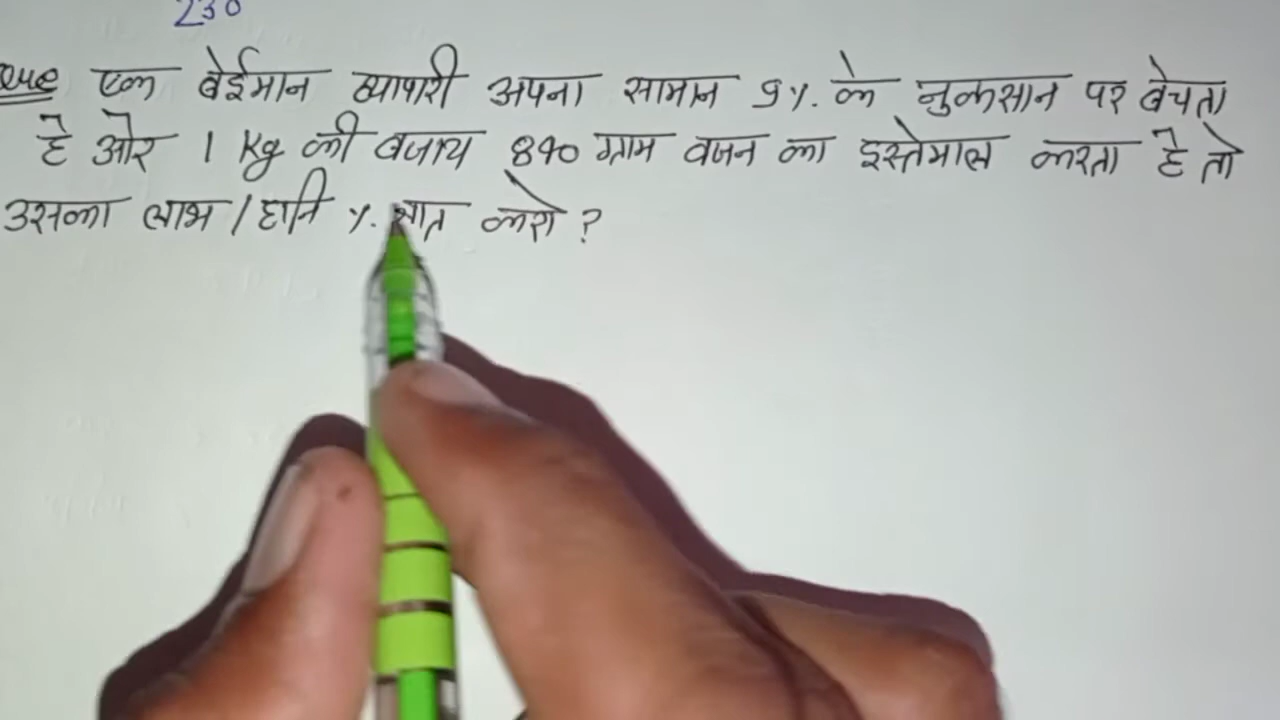 230
Que एक बेईमान व्यापारी अपना सामान 9%. के नुकसान पर बेचता
है और 1 Kg की बजाय 840 ग्राम वजन का इस्तेमाल करता है तो
उसका लाभ / हानि %. ज्ञात करो ?